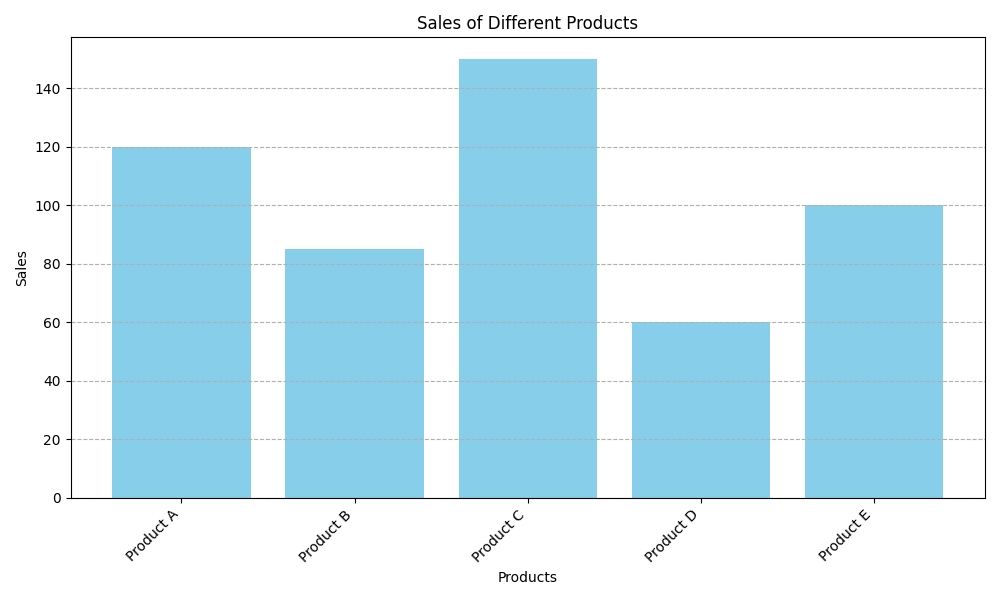 Sales of Different Products
Sales
140
120
100
80
60
40
20
0
Product A
Product B
Product C
Product D
Product E
Products